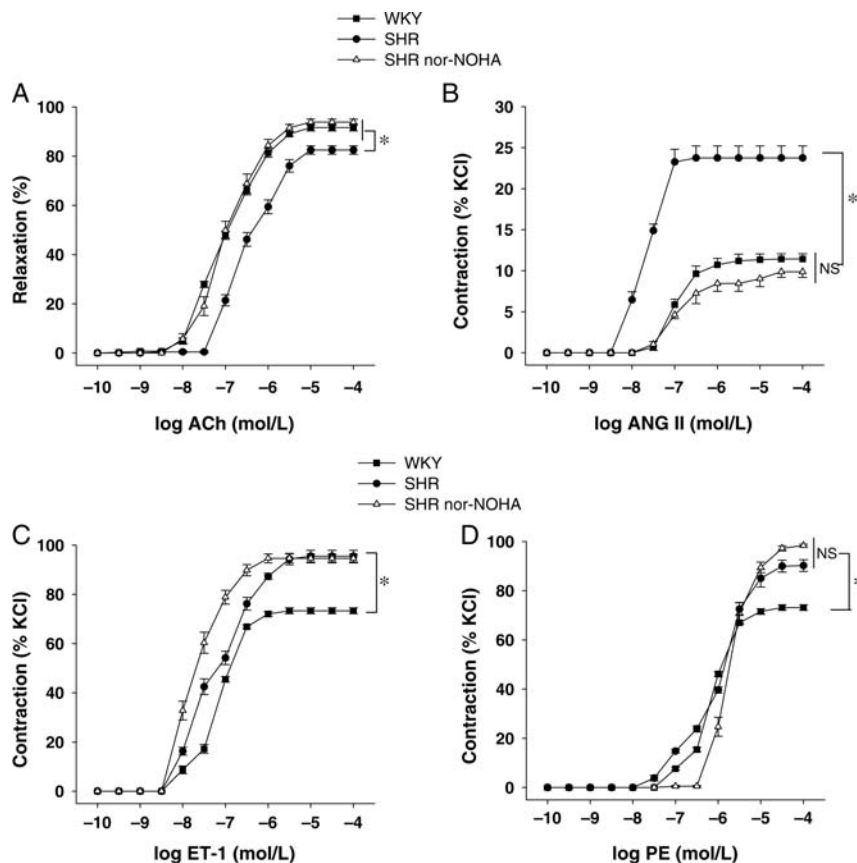 WKY
SHR
SHR nor-NOHA
A
100
80
60
40
20
0
Relaxation (%)
*
−10 −9 −8 −7 −6 −5 −4
log ACh (mol/L)
B
30
25
20
15
10
5
0
Contraction (% KCl)
*
NS
−10 −9 −8 −7 −6 −5 −4
log ANG II (mol/L)
WKY
SHR
SHR nor-NOHA
C
100
80
60
40
20
0
Contraction (% KCl)
*
−10 −9 −8 −7 −6 −5 −4
log ET-1 (mol/L)
D
100
80
60
40
20
0
Contraction (% KCl)
NS
*
−10 −9 −8 −7 −6 −5 −4
log PE (mol/L)